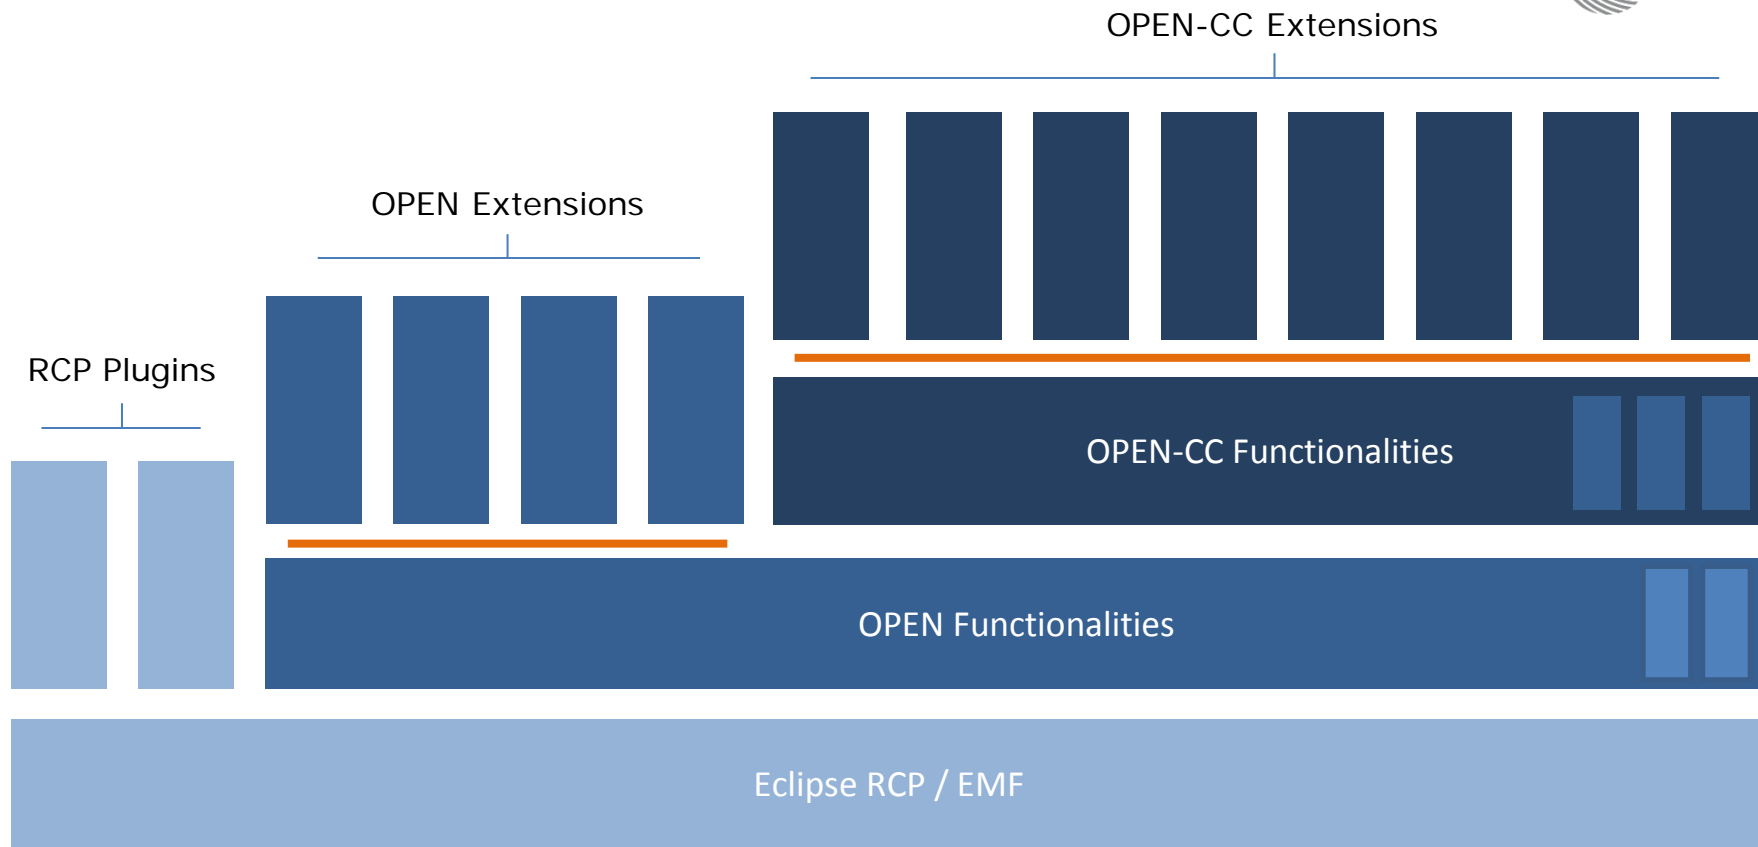 OPEN-CC Extensions
OPEN Extensions
RCP Plugins
OPEN-CC Functionalities
OPEN Functionalities
Eclipse RCP / EMF